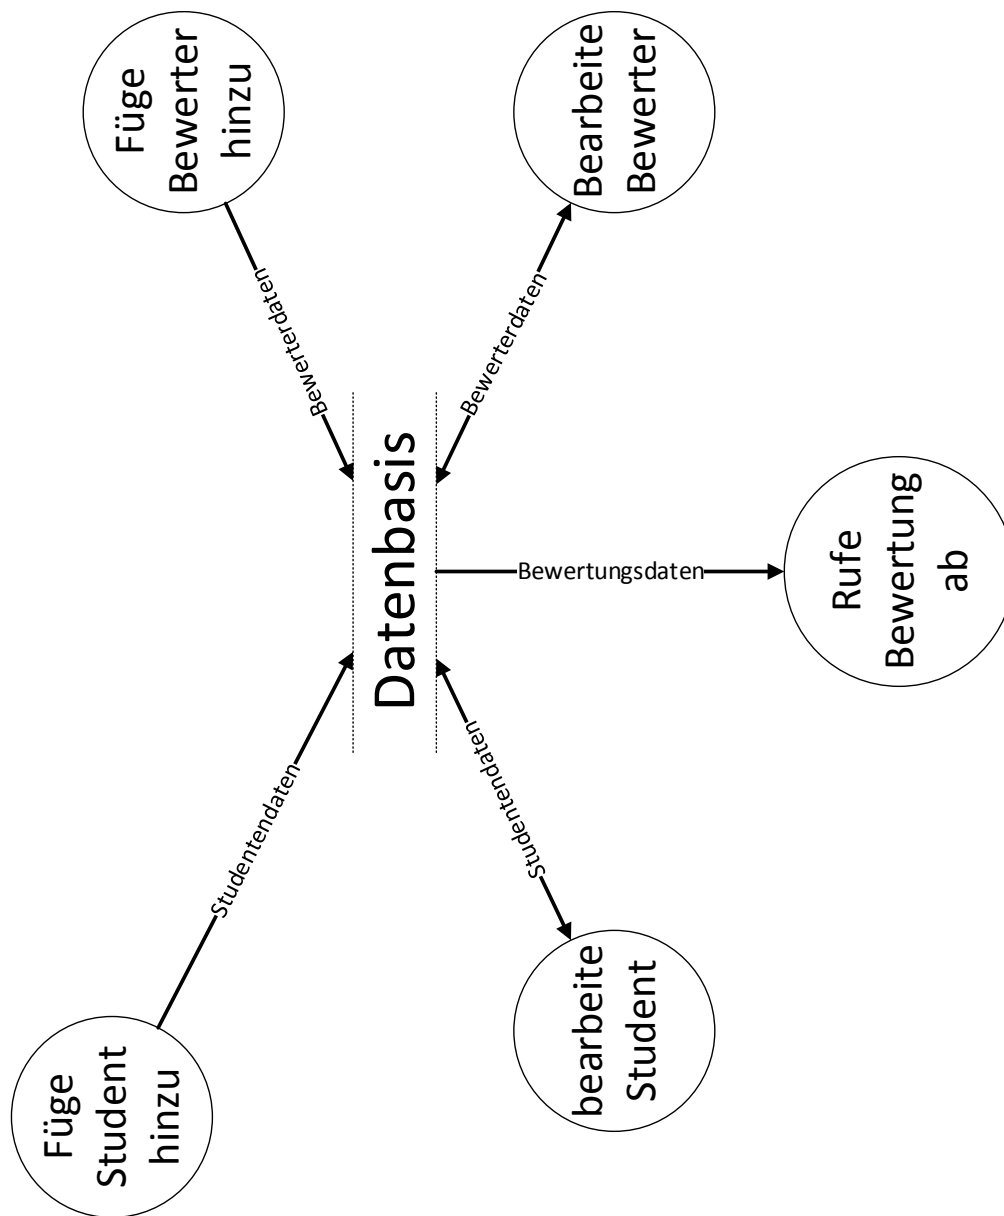 Füge
Student
hinzu
Studentendaten
Füge
Bewerter
hinzu
Bewerterdaten
Datenbasis
Studentendaten
bearbeite
Student
Bewertungsdaten
Rufe
Bewertung
ab
Bewerterdaten
Bearbeite
Bewerter